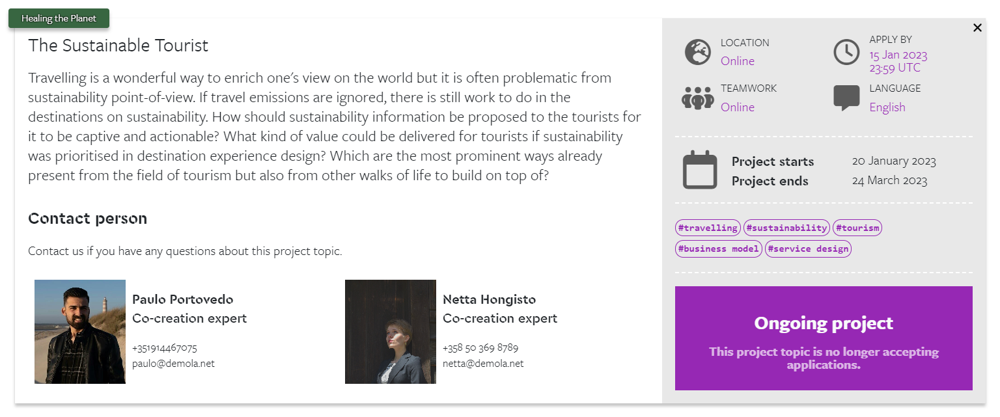 Healing the Planet
The Sustainable Tourist
Travelling is a wonderful way to enrich one's view on the world but it is often problematic from
sustainability point-of-view. If travel emissions are ignored, there is still work to do in the
destinations on sustainability. How should sustainability information be proposed to the tourists for
it to be captive and actionable? What kind of value could be delivered for tourists if sustainability
was prioritised in destination experience design? Which are the most prominent ways already
present from the field of tourism but also from other walks of life to build on top of?
Contact person
Contact us if you have any questions about this project topic.
Paulo Portovedo
Co-creation expert
+351914467075
paulo@demola.net
Netta Hongisto
Co-creation expert
+358 50 369 8789
netta@demola.net
LOCATION
Online
APPLY BY
15 Jan 2023
23:59 UTC
TEAMWORK
Online
LANGUAGE
English
Project starts 20 January 2023
Project ends 24 March 2023
#travelling #sustainability #tourism
#business model #service design
Ongoing project
This project topic is no longer accepting
applications.